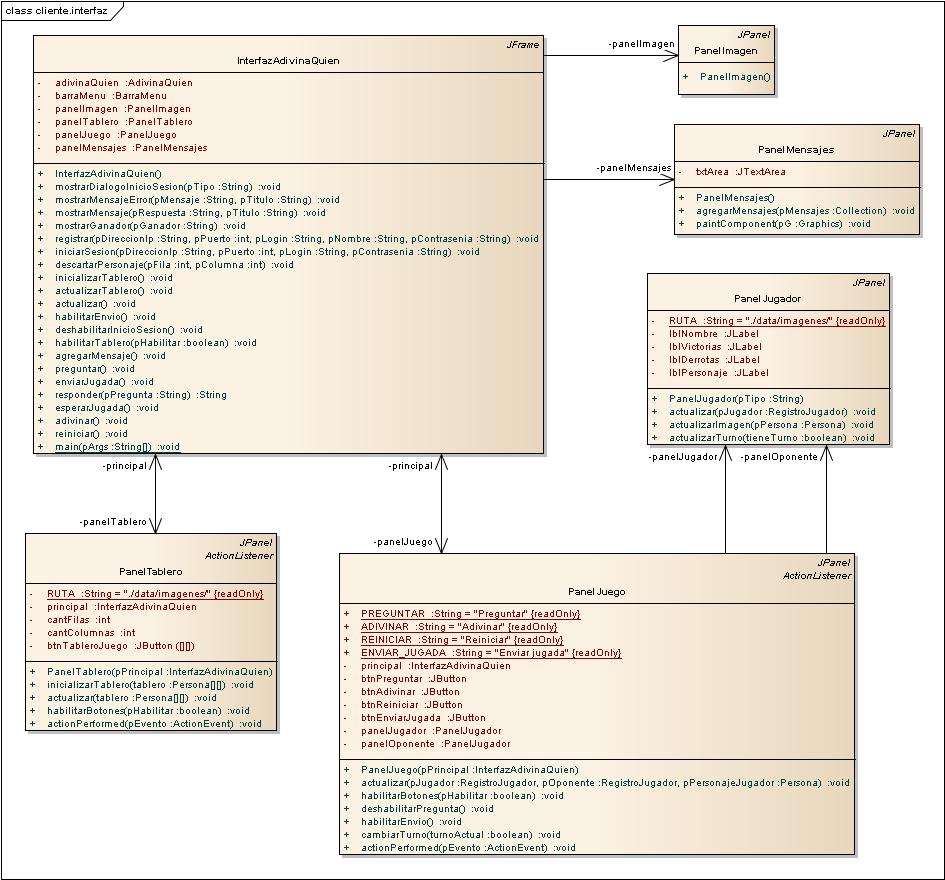 class cliente.interfaz
JFrame
InterfazAdivinaQuien
- adivinaQuien :AdivinaQuien
- barraMenu :BarraMenu
- panelImagen :PanelImagen
- panelTablero :PanelTablero
- panelJuego :PanelJuego
- panelMensajes :PanelMensajes
+ InterfazAdivinaQuien()
+ mostrarDialogoInicioSesion(pTipo :String) :void
+ mostrarMensajeError(pMensaje :String, pTitulo :String) :void
+ mostrarMensaje(pRespuesta :String, pTitulo :String) :void
+ mostrarGanador(pGanador :String) :void
+ registrar(pDireccionIp :String, pPuerto :int, pLogin :String, pNombre :String, pContrasenia :String) :void
+ iniciarSesion(pDireccionIp :String, pPuerto :int, pLogin :String, pContrasenia :String) :void
+ descartarPersonaje(pFila :int, pColumna :int) :void
+ inicializarTablero() :void
+ actualizarTablero() :void
+ actualizar() :void
+ habilitarEnvio() :void
+ deshabilitarInicioSesion() :void
+ habilitarTablero(pHabilitar :boolean) :void
+ agregarMensaje() :void
+ preguntar() :void
+ enviarJugada() :void
+ responder(pPregunta :String) :String
+ esperarJugada() :void
+ adivinar() :void
+ reiniciar() :void
+ main(pArgs :String[]) :void
-panelImagen
JPanel
PanelImagen
+ PanelImagen()
-panelMensajes
JPanel
PanelMensajes
- txtArea :JTextArea
+ PanelMensajes()
+ agregarMensajes(pMensajes :Collection) :void
+ paintComponent(pG :Graphics) :void
JPanel
PanelJugador
- RUTA :String = "./data/imagenes/" {readOnly}
- lblNombre :JLabel
- lblVictorias :JLabel
- lblDerrotas :JLabel
- lblPersonaje :JLabel
+ PanelJugador(pTipo :String)
+ actualizar(pJugador :RegistroJugador) :void
+ actualizarImagen(pPersona :Persona) :void
+ actualizarTurno(tieneTurno :boolean) :void
-principal
-principal
-panelJugador
-panelOponente
-panelTablero
-panelJuego
JPanel
ActionListener
PanelTablero
- RUTA :String = "./data/imagenes/" {readOnly}
- principal :InterfazAdivinaQuien
- cantFilas :int
- cantColumnas :int
- btnTableroJuego :JButton ([][])
+ PanelTablero(pPrincipal :InterfazAdivinaQuien)
+ inicializarTablero(tablero :Persona[][]) :void
+ actualizar(tablero :Persona[][]) :void
+ habilitarBotones(pHabilitar :boolean) :void
+ actionPerformed(pEvento :ActionEvent) :void
JPanel
ActionListener
PanelJuego
+ PREGUNTAR :String = "Preguntar" {readOnly}
+ ADIVINAR :String = "Adivinar" {readOnly}
+ REINICIAR :String = "Reiniciar" {readOnly}
+ ENVIAR_JUGADA :String = "Enviar jugada" {readOnly}
- principal :InterfazAdivinaQuien
- btnPreguntar :JButton
- btnAdivinar :JButton
- btnReiniciar :JButton
- btnEnviarJugada :JButton
- panelJugador :PanelJugador
- panelOponente :PanelJugador
+ PanelJuego(pPrincipal :InterfazAdivinaQuien)
+ actualizar(pJugador :RegistroJugador, pOponente :RegistroJugador, pPersonajeJugador :Persona) :void
+ habilitarBotones(pHabilitar :boolean) :void
+ deshabilitarPregunta() :void
+ habilitarEnvio() :void
+ cambiarTurno(turnoActual :boolean) :void
+ actionPerformed(pEvento :ActionEvent) :void